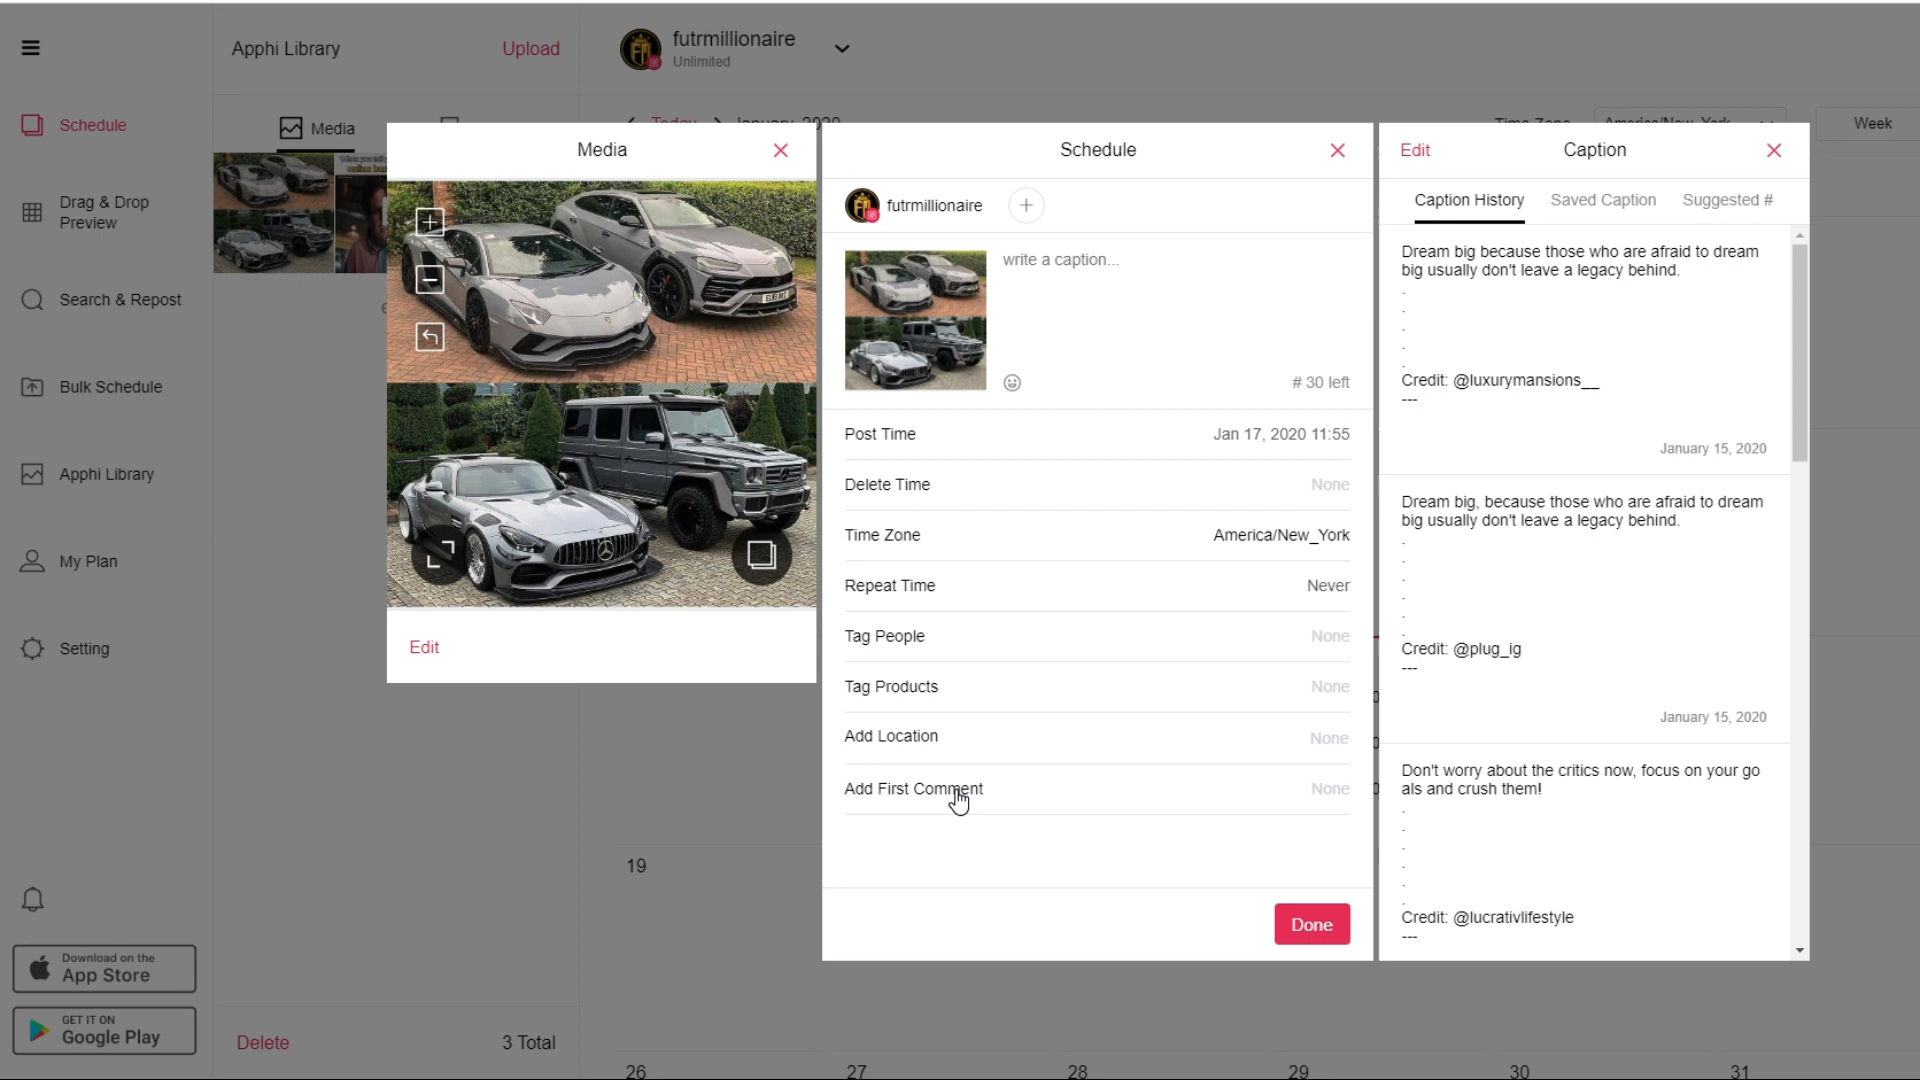 Apphi Library
Upload
futrmillionaire
Unlimited
Schedule
Media
Today
January, 2020
Time Zone
America/New_York
Week
Drag & Drop
Preview
Search & Repost
Bulk Schedule
Apphi Library
My Plan
Setting
Download on the
App Store
GET IT ON
Google Play
Delete
3 Total
Media
Edit
Schedule
futrmillionaire
write a caption...
# 30 left
Post Time
Jan 17, 2020 11:55
Delete Time
None
Time Zone
America/New_York
Repeat Time
Never
Tag People
None
Tag Products
None
Add Location
None
Add First Comment
None
Done
Edit
Caption
Caption History
Saved Caption
Suggested #
Dream big because those who are afraid to dream
big usually don't leave a legacy behind.
.
.
.
.
.
Credit: @luxurymansions__
---
January 15, 2020
Dream big, because those who are afraid to dream
big usually don't leave a legacy behind.
.
.
.
.
.
.
Credit: @plug_ig
---
January 15, 2020
Don't worry about the critics now, focus on your go
als and crush them!
.
.
.
.
.
.
Credit: @lucrativlifestyle
---
19
26
27
28
29
30
31